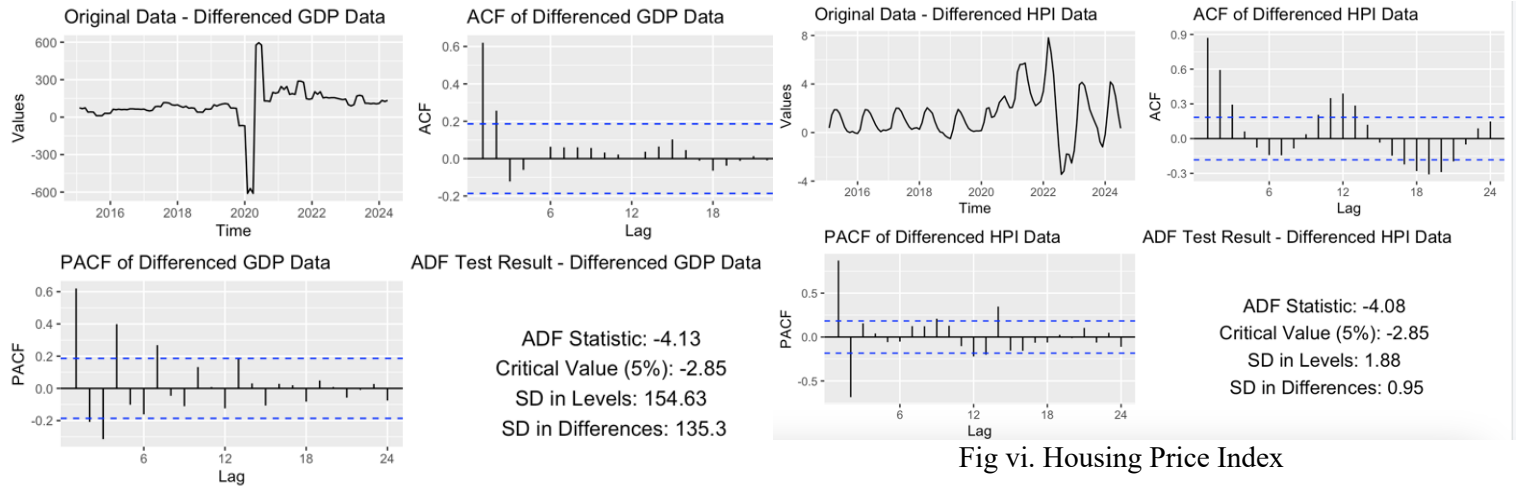 Original Data - Differenced GDP Data
600
300
0
-300
-600
Values
2016 2018 2020 2022 2024
Time
ACF of Differenced GDP Data
0.6
0.4
0.2
0.0
-0.2
ACF
6 12 18
Lag
PACF of Differenced GDP Data
0.6
0.4
0.2
0.0
-0.2
PACF
6 12 18 24
Lag
ADF Test Result - Differenced GDP Data
ADF Statistic: -4.13
Critical Value (5%): -2.85
SD in Levels: 154.63
SD in Differences: 135.3
Original Data - Differenced HPI Data
8
4
0
-4
Values
2016 2018 2020 2022 2024
Time
ACF of Differenced HPI Data
0.9
0.6
0.3
0.0
-0.3
ACF
6 12 18 24
Lag
PACF of Differenced HPI Data
0.5
0.0
-0.5
PACF
6 12 18 24
Lag
ADF Test Result - Differenced HPI Data
ADF Statistic: -4.08
Critical Value (5%): -2.85
SD in Levels: 1.88
SD in Differences: 0.95
Fig vi. Housing Price Index